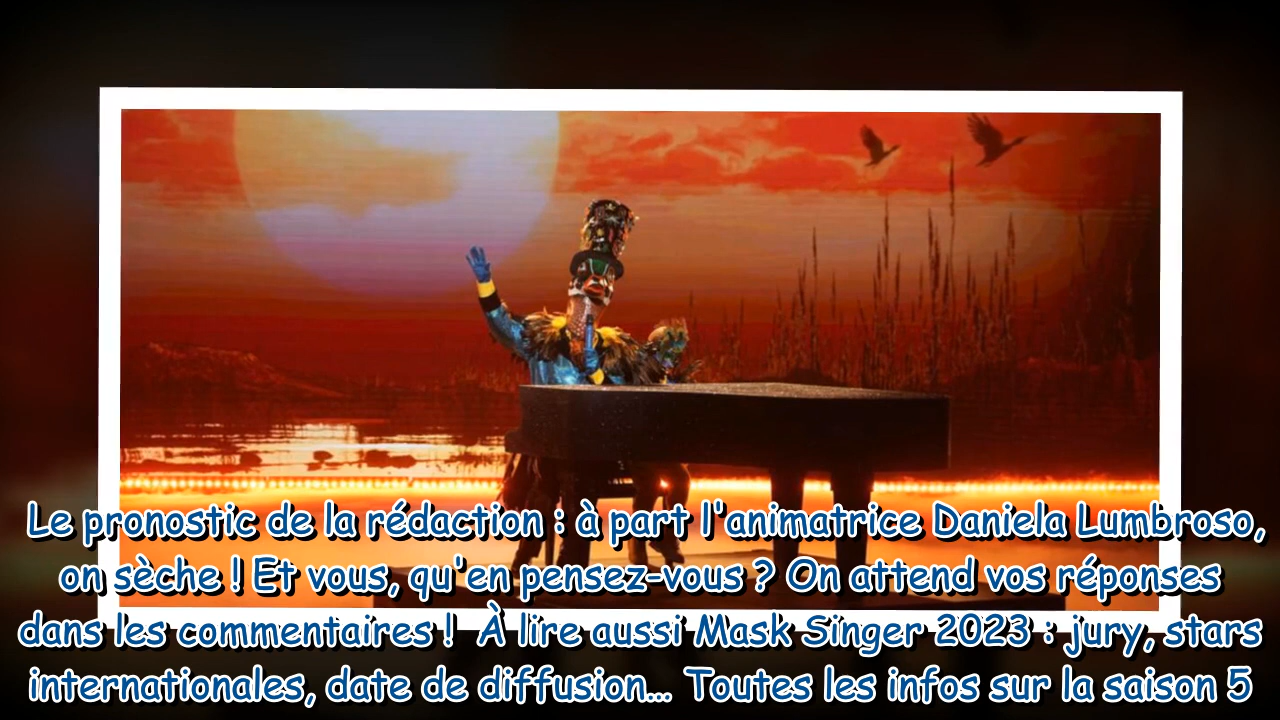 Le pronostic de la rédaction : à part l'animatrice Daniela Lumbroso,
on sèche ! Et vous, qu'en pensez-vous ? On attend vos réponses
dans les commentaires !  À lire aussi Mask Singer 2023 : jury, stars
internationales, date de diffusion... Toutes les infos sur la saison 5